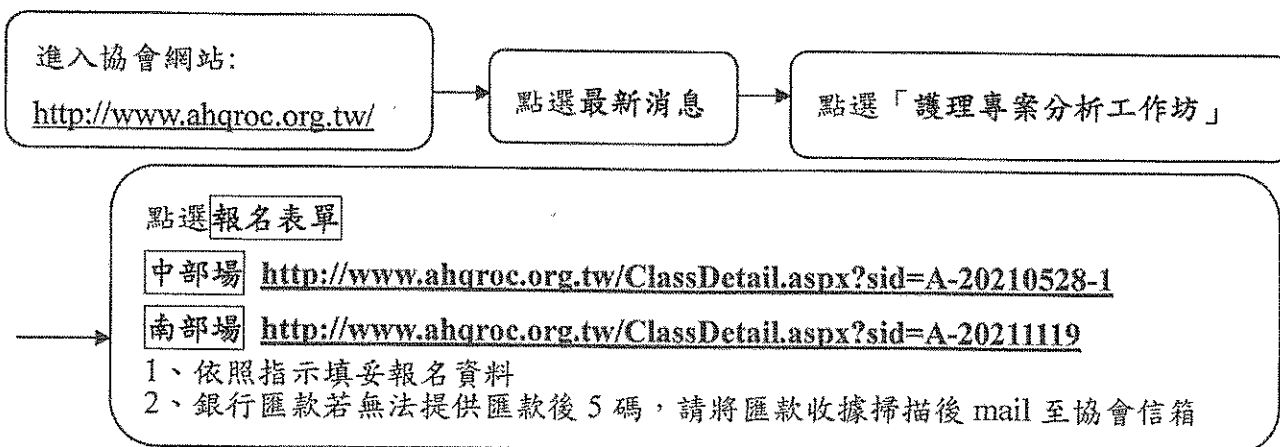 進入協會網站:
http://www.ahqroc.org.tw/
點選最新消息
點選「護理專案分析工作坊」
點選報名表單
中部場 http://www.ahqroc.org.tw/ClassDetail.aspx?sid=A-20210528-1
南部場 http://www.ahqroc.org.tw/ClassDetail.aspx?sid=A-20211119
1、依照指示填妥報名資料
2、銀行匯款若無法提供匯款後 5 碼，請將匯款收據掃描後 mail 至協會信箱